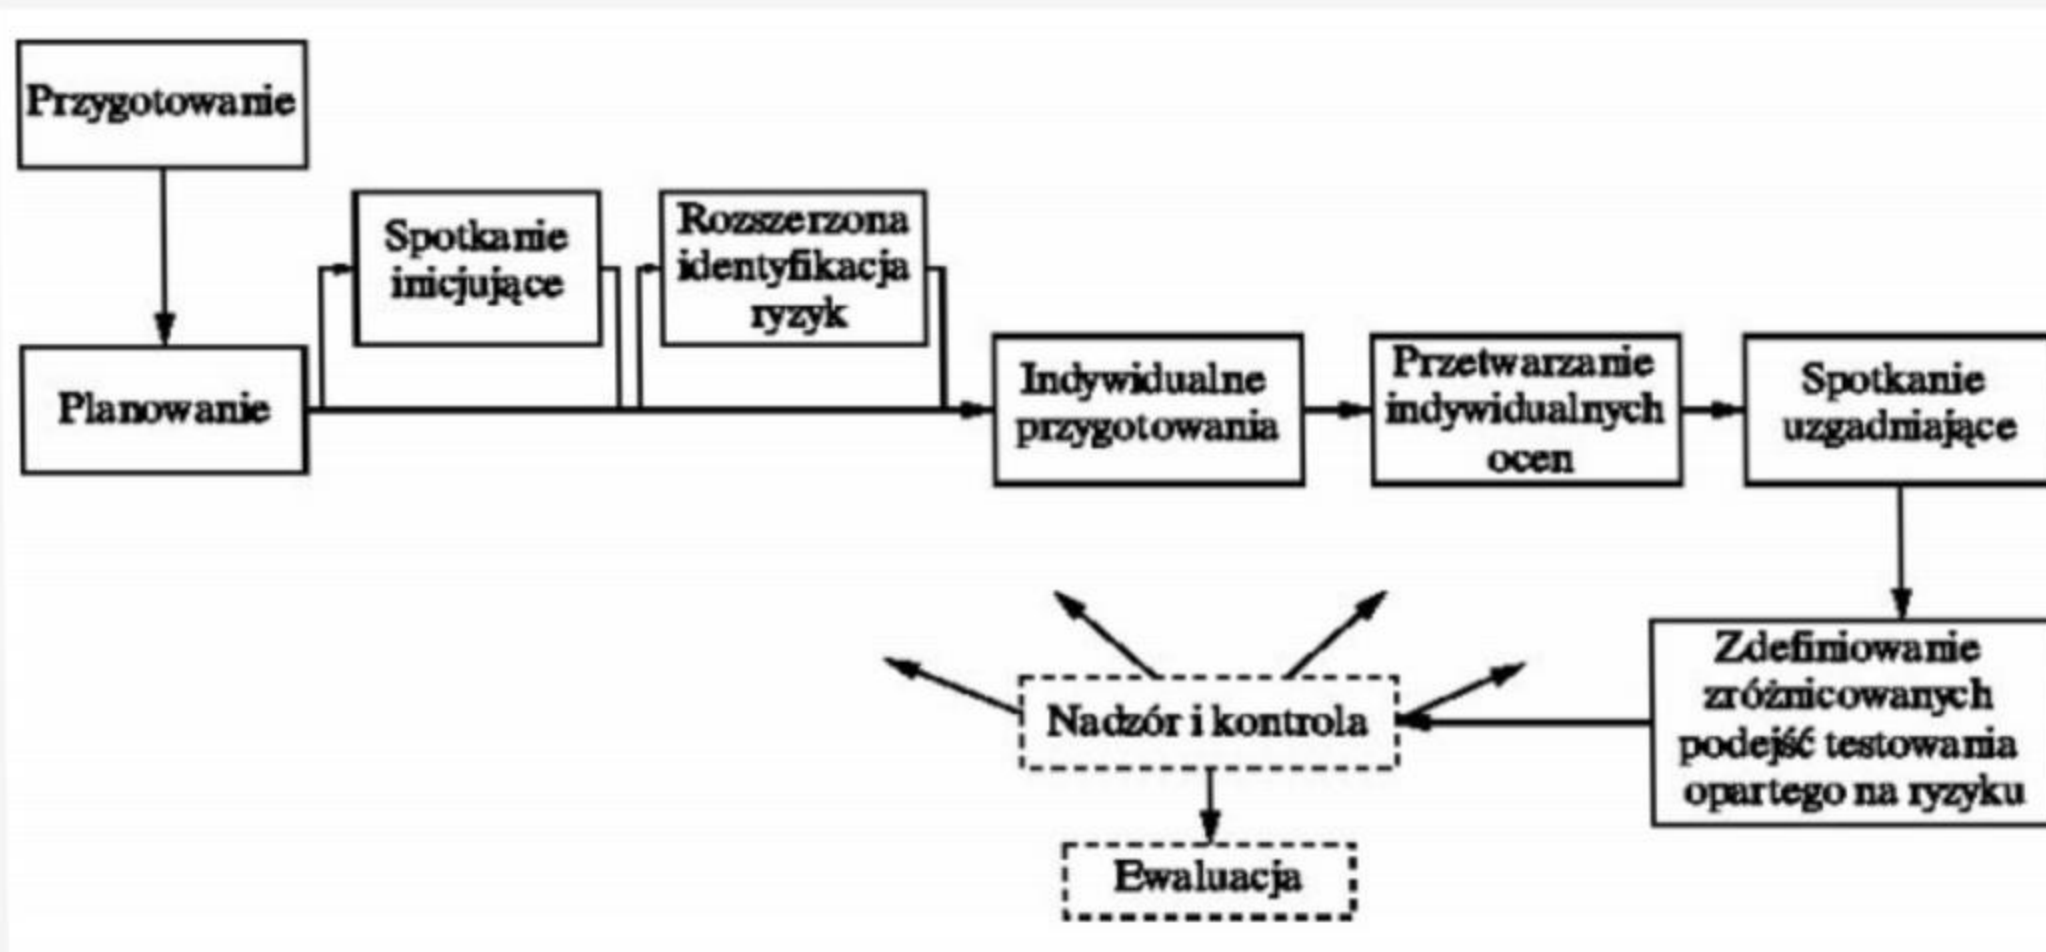 Przygotowanie
Planowanie
Spotkanie
inicjujące
Rozszerzona
identyfikacja
ryzyk
Indywidualne
przygotowania
Przetwarzanie
indywidualnych
ocen
Spotkanie
uzgadniające
Zdefiniowanie
zróżnicowanych
podejść testowania
opartego na ryzyku
Nadzór i kontrola
Ewaluacja